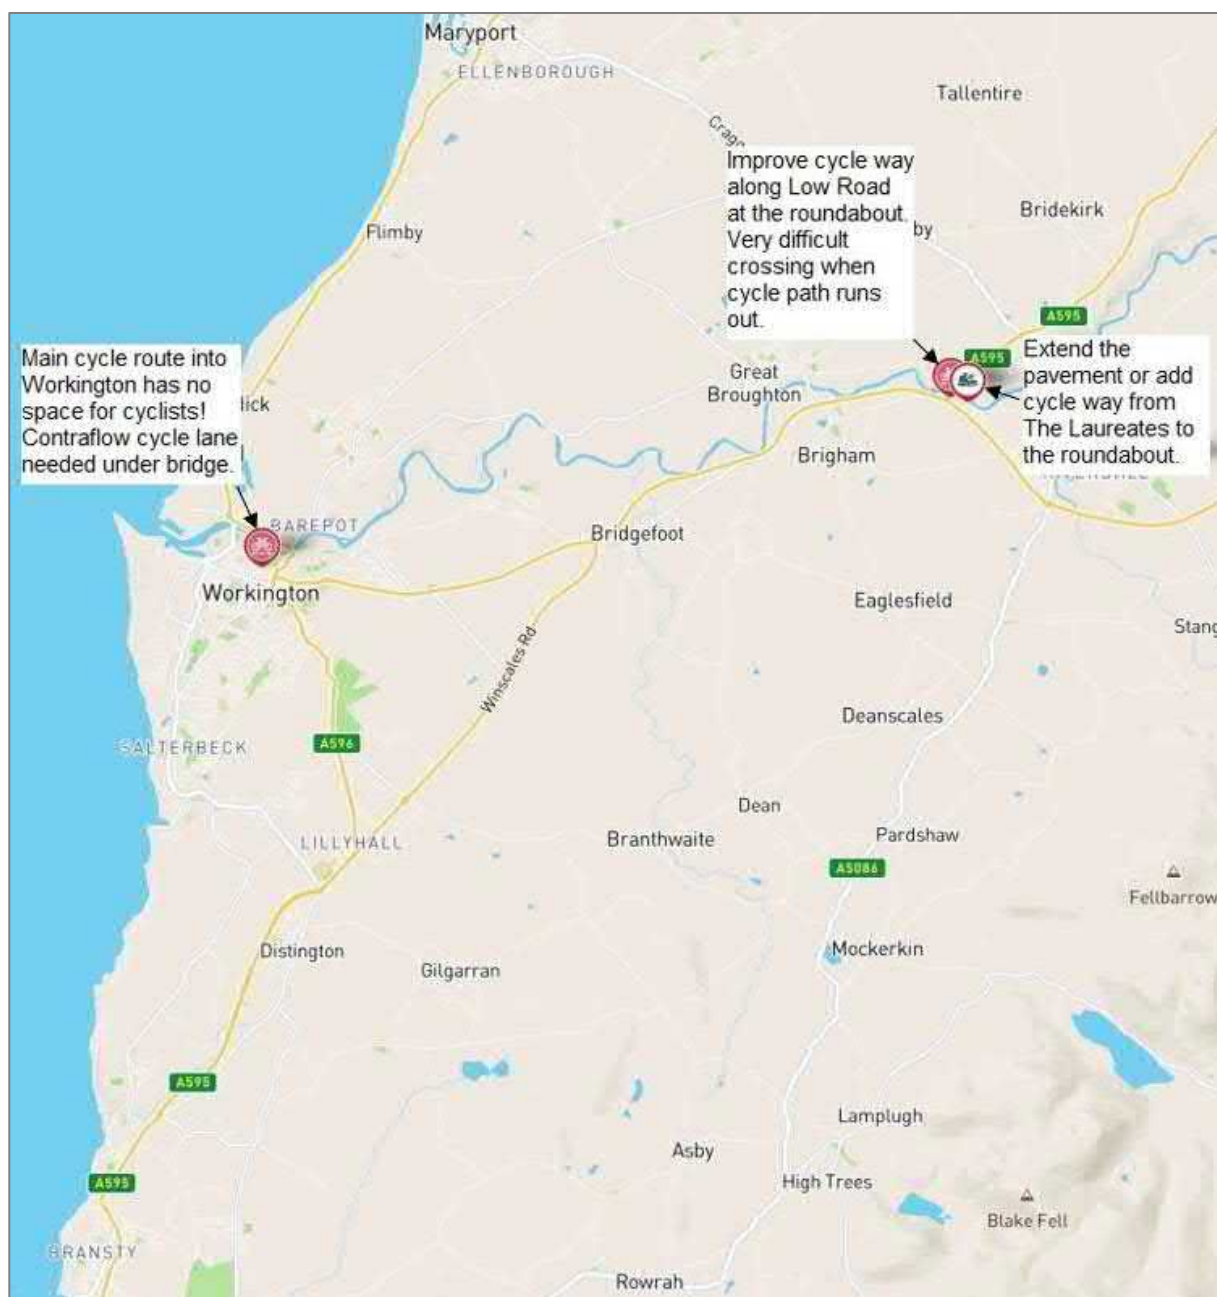 Maryport
ELLENBOROUGH
Tallentire
Improve cycle way
along Low Road
at the roundabout.
Very difficult
crossing when
cycle path runs
out.
Bridekirk
Flimby
A595
A595
Main cycle route into
Workington has no
space for cyclists!
Contraflow cycle lane
needed under bridge.
Extend the
pavement or add
cycle way from
The Laureates to
the roundabout.
Great
Broughton
Brigham
BAREPOT
Bridgefoot
Workington
Eaglesfield
Winscales Rd
Deanscales
A596
SALTERBECK
Dean
Branthwaite
Pardshaw
LILLYHALL
A5086
Fellbarrow
Distington
Mockerkin
Gilgarran
A595
Lamplugh
Asby
High Trees
A595
Blake Fell
BRANSTY
Rowrah